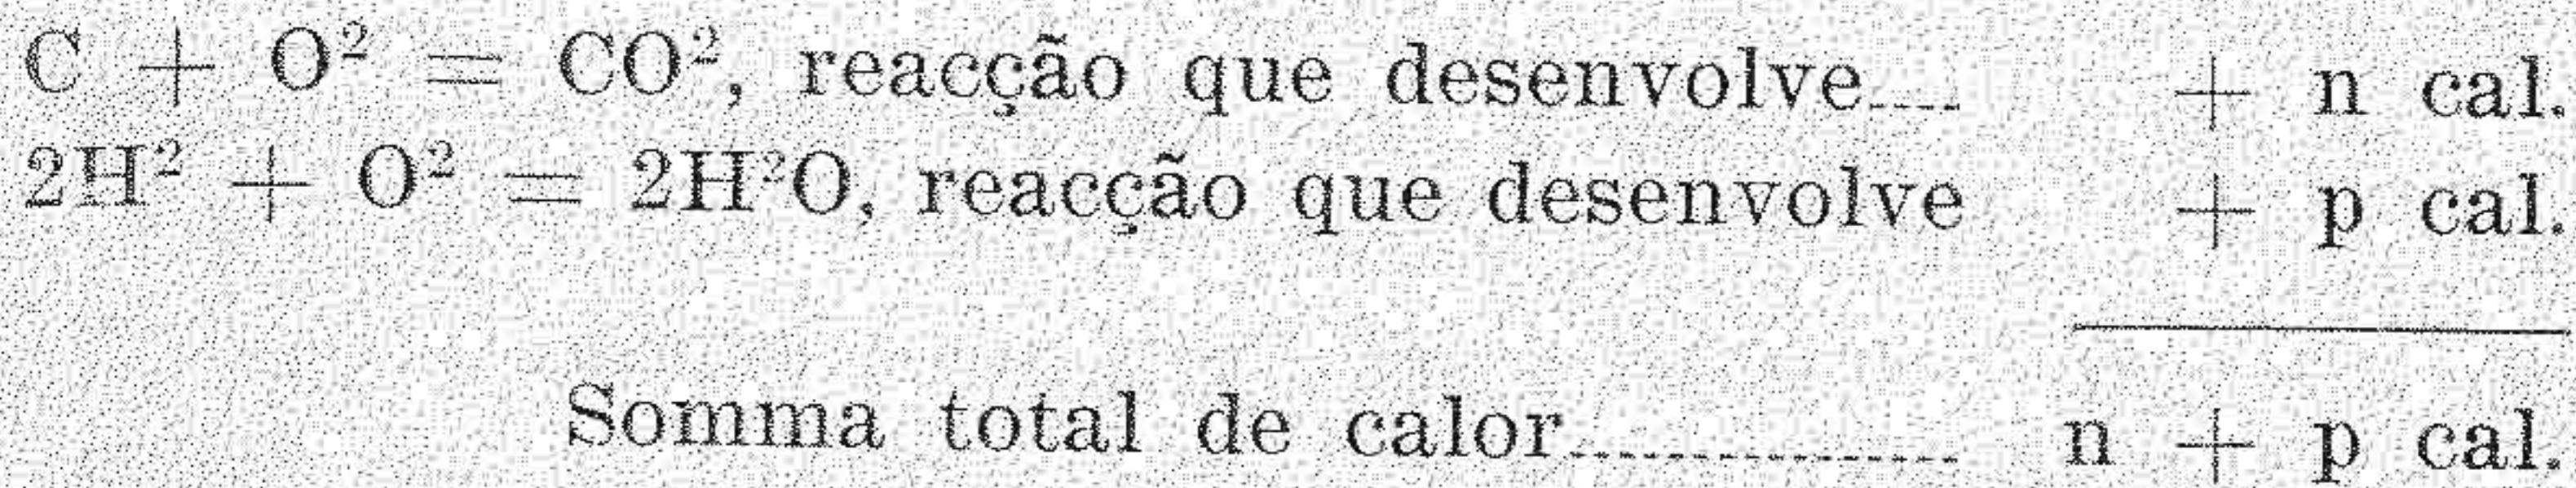 C + O² = CO², reacção que desenvolve.... + n cal.
2H² + O² = 2H²O, reacção que desenvolve + p cal.
Somma total de calor................ n + p cal.